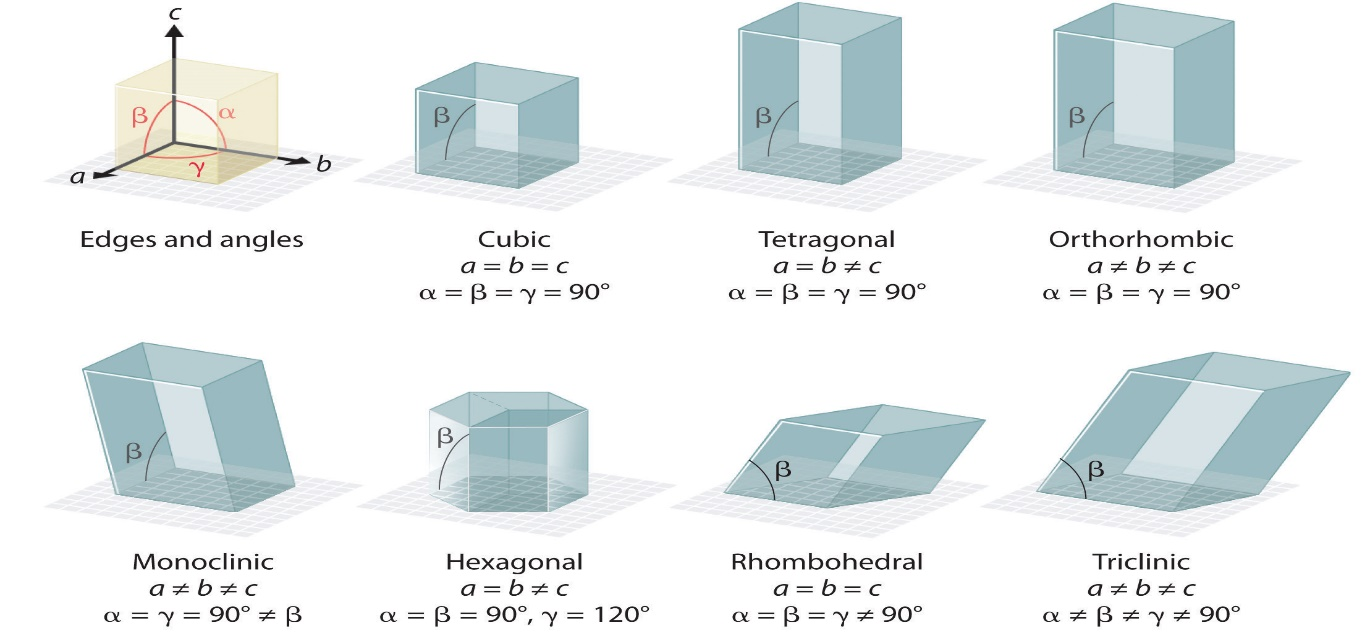 c
β
α
γ
a
b
Edges and angles
β
Cubic
a = b = c
α = β = γ = 90°
β
Tetragonal
a = b ≠ c
α = β = γ = 90°
β
Orthorhombic
a ≠ b ≠ c
α = β = γ = 90°
β
Monoclinic
a ≠ b ≠ c
α = γ = 90° ≠ β
β
Hexagonal
a = b ≠ c
α = β = 90°, γ = 120°
β
Rhombohedral
a = b = c
α = β = γ ≠ 90°
β
Triclinic
a ≠ b ≠ c
α ≠ β ≠ γ ≠ 90°